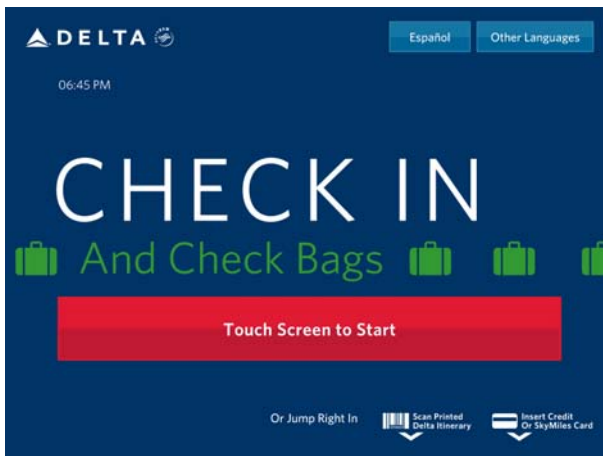 DELTA
Español
Other Languages
06:45 PM
CHECK IN
And Check Bags
Touch Screen to Start
Or Jump Right In
Scan Printed
Delta Itinerary
Insert Credit
Or SkyMiles Card